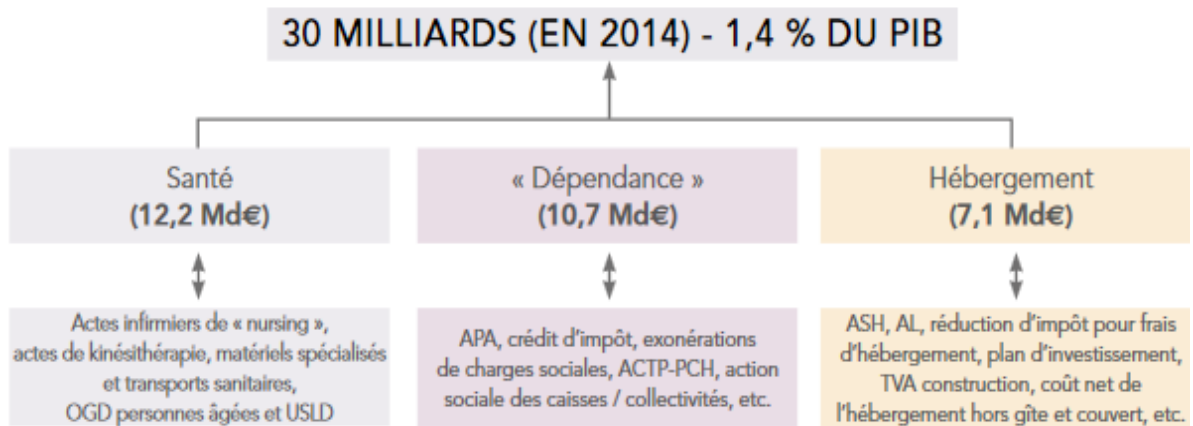 30 MILLIARDS (EN 2014) - 1,4 % DU PIB
Santé
(12,2 Md€)
« Dépendance »
(10,7 Md€)
Hébergement
(7,1 Md€)
Actes infirmiers de « nursing »,
actes de kinésithérapie, matériels spécialisés
et transports sanitaires,
OGD personnes âgées et USLD
APA, crédit d'impôt, exonérations
de charges sociales, ACTP-PCH, action
sociale des caisses / collectivités, etc.
ASH, AL, réduction d'impôt pour frais
d'hébergement, plan d'investissement,
TVA construction, coût net de
l'hébergement hors gîte et couvert, etc.